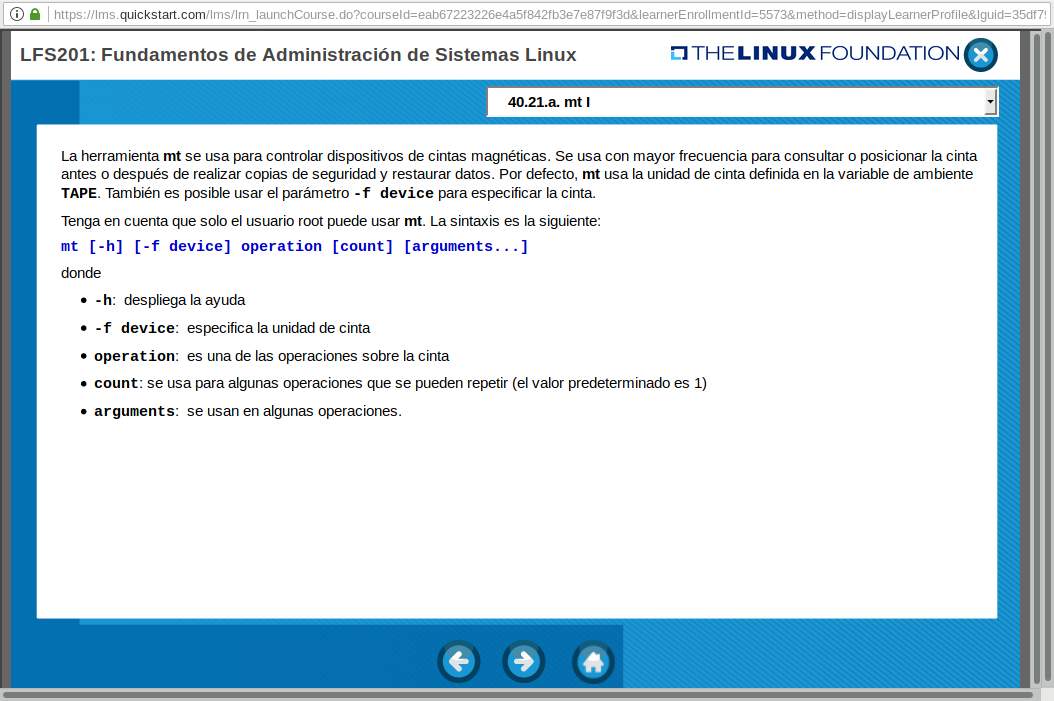 https://lms.quickstart.com/lms/lrn_launchCourse.do?courseId=eab67223226e4a5f842fb3e7e87f9f3d&learnerEnrollmentId=5573&method=displayLearnerProfile&lguid=35df79
LFS201: Fundamentos de Administración de Sistemas Linux
THE LINUX FOUNDATION
40.21.a. mt I
La herramienta mt se usa para controlar dispositivos de cintas magnéticas. Se usa con mayor frecuencia para consultar o posicionar la cinta
antes o después de realizar copias de seguridad y restaurar datos. Por defecto, mt usa la unidad de cinta definida en la variable de ambiente
TAPE. También es posible usar el parámetro -f device para especificar la cinta.
Tenga en cuenta que solo el usuario root puede usar mt. La sintaxis es la siguiente:
mt [-h] [-f device] operation [count] [arguments...]
donde
• -h: despliega la ayuda
• -f device: especifica la unidad de cinta
• operation: es una de las operaciones sobre la cinta
• count: se usa para algunas operaciones que se pueden repetir (el valor predeterminado es 1)
• arguments: se usan en algunas operaciones.